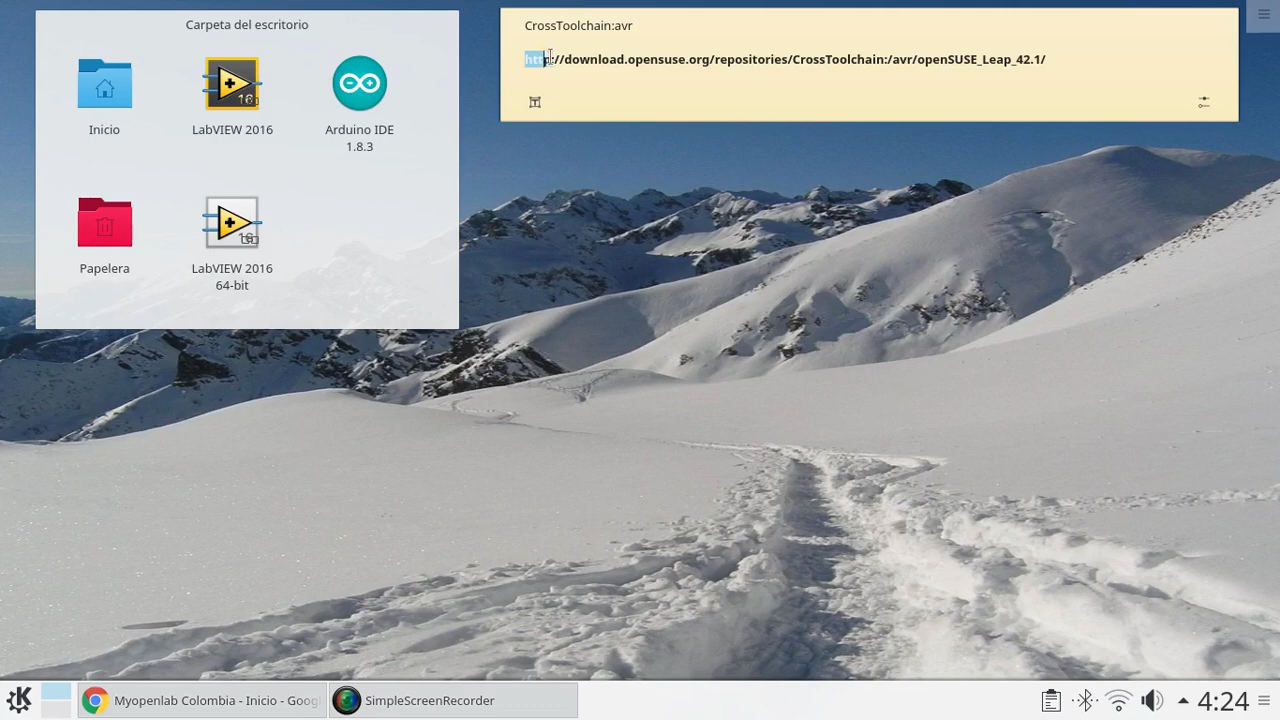 Carpeta del escritorio
Inicio
LabVIEW 2016
Arduino IDE
1.8.3
Papelera
LabVIEW 2016
64-bit
CrossToolchain:avr
http://download.opensuse.org/repositories/CrossToolchain:/avr/openSUSE_Leap_42.1/
Myopenlab Colombia - Inicio - Goog
SimpleScreenRecorder
4:24